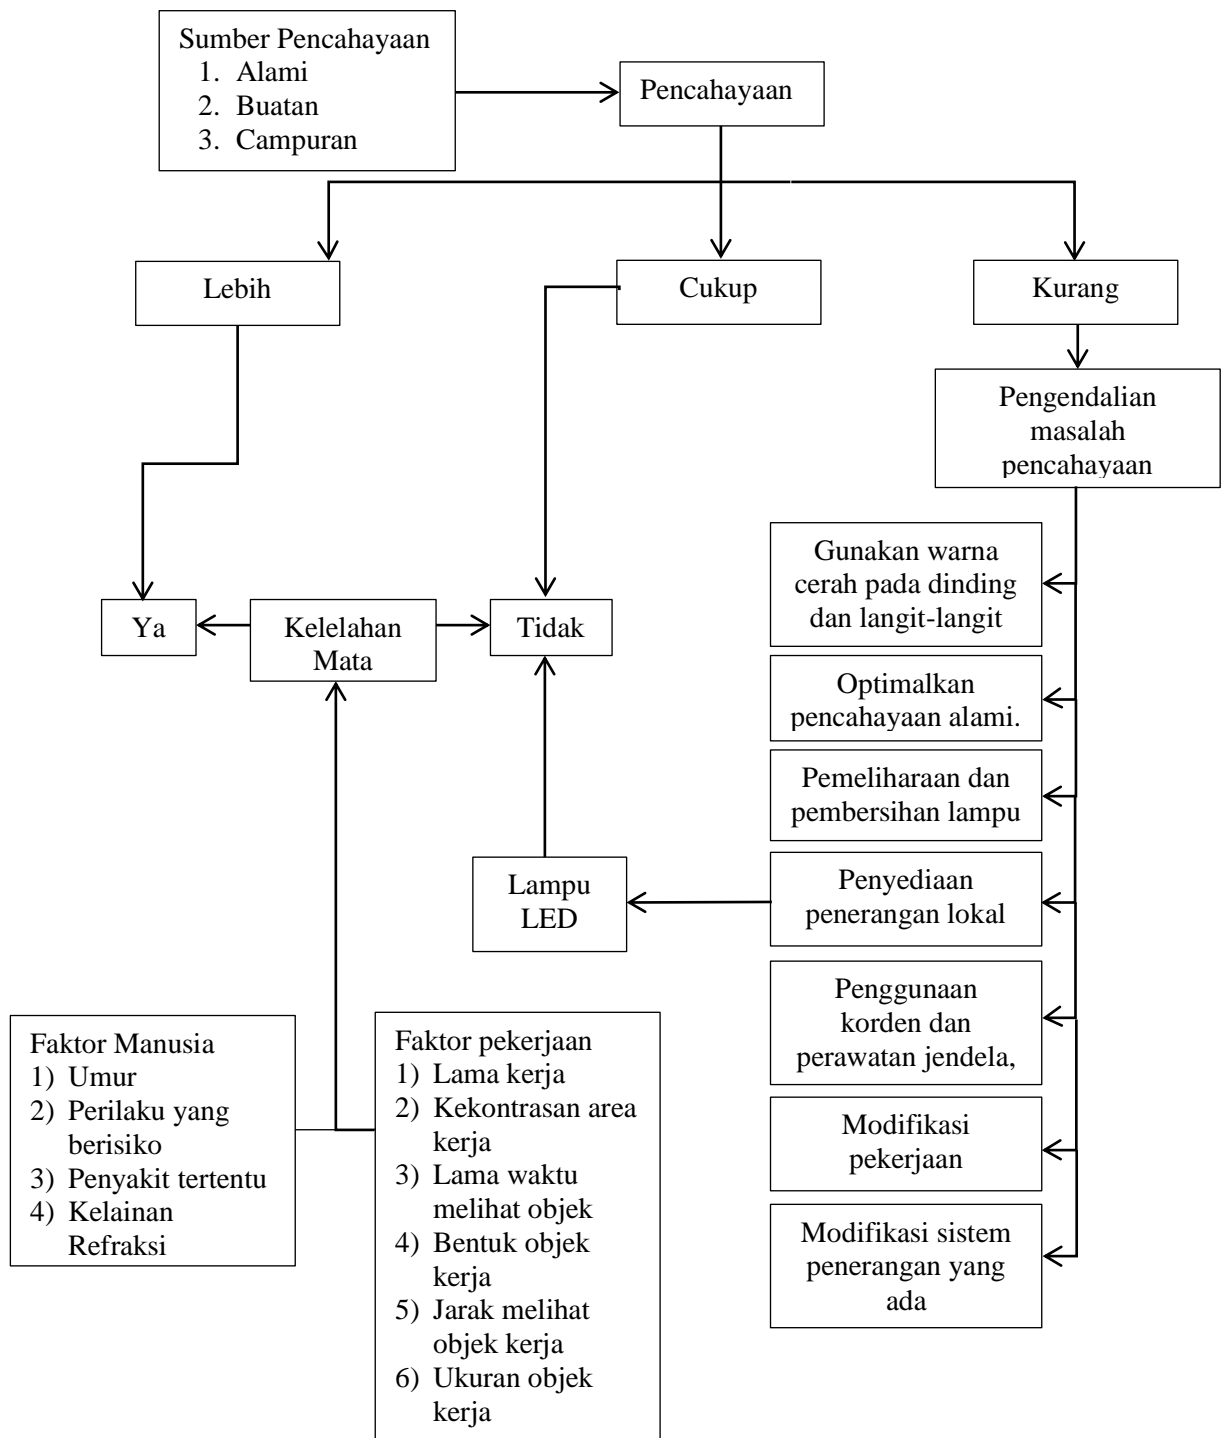 Sumber Pencahayaan
1. Alami
2. Buatan
3. Campuran
Pencahayaan
Lebih
Cukup
Kurang
Pengendalian
masalah
pencahayaan
Gunakan warna
cerah pada dinding
dan langit-langit
Optimalkan
pencahayaan alami.
Pemeliharaan dan
pembersihan lampu
Penyediaan
penerangan lokal
Penggunaan
korden dan
perawatan jendela,
Modifikasi
pekerjaan
Modifikasi sistem
penerangan yang
ada
Ya
Kelelahan
Mata
Tidak
Lampu
LED
Faktor Manusia
1) Umur
2) Perilaku yang
berisiko
3) Penyakit tertentu
4) Kelainan
Refraksi
Faktor pekerjaan
1) Lama kerja
2) Kekontrasan area
kerja
3) Lama waktu
melihat objek
4) Bentuk objek
kerja
5) Jarak melihat
objek kerja
6) Ukuran objek
kerja